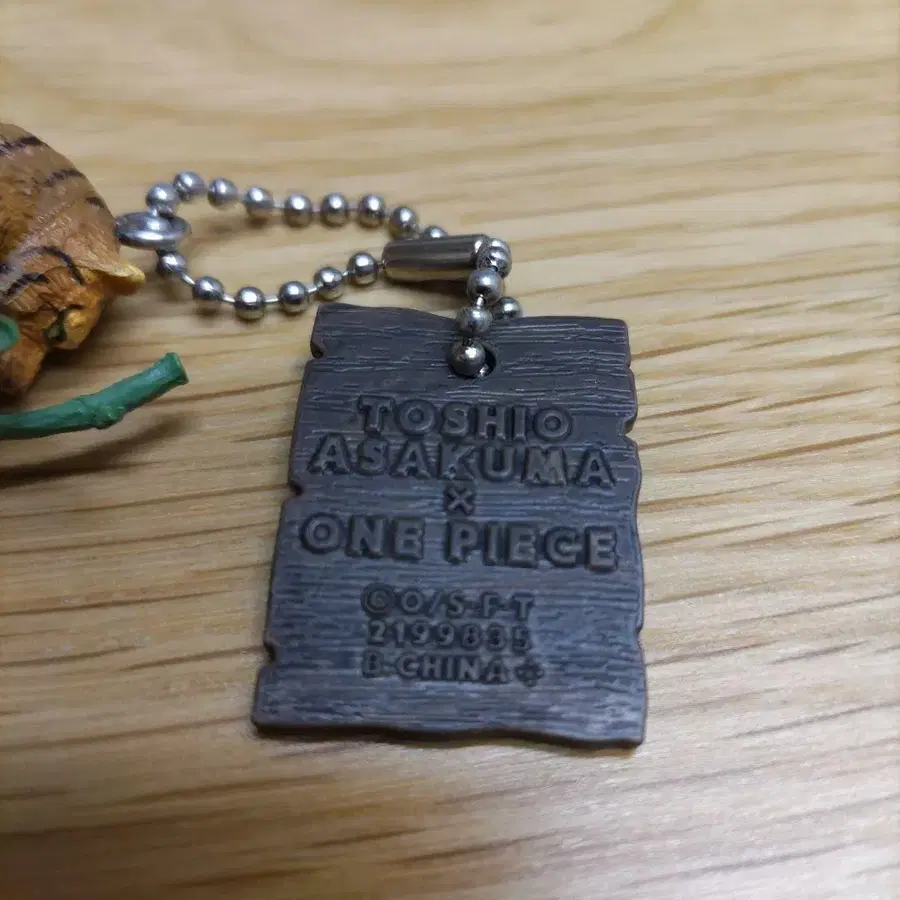 TOSHIO
ASAKUMA
×
ONE PIECE
©O/S·F·T
2199835
B·CHINA